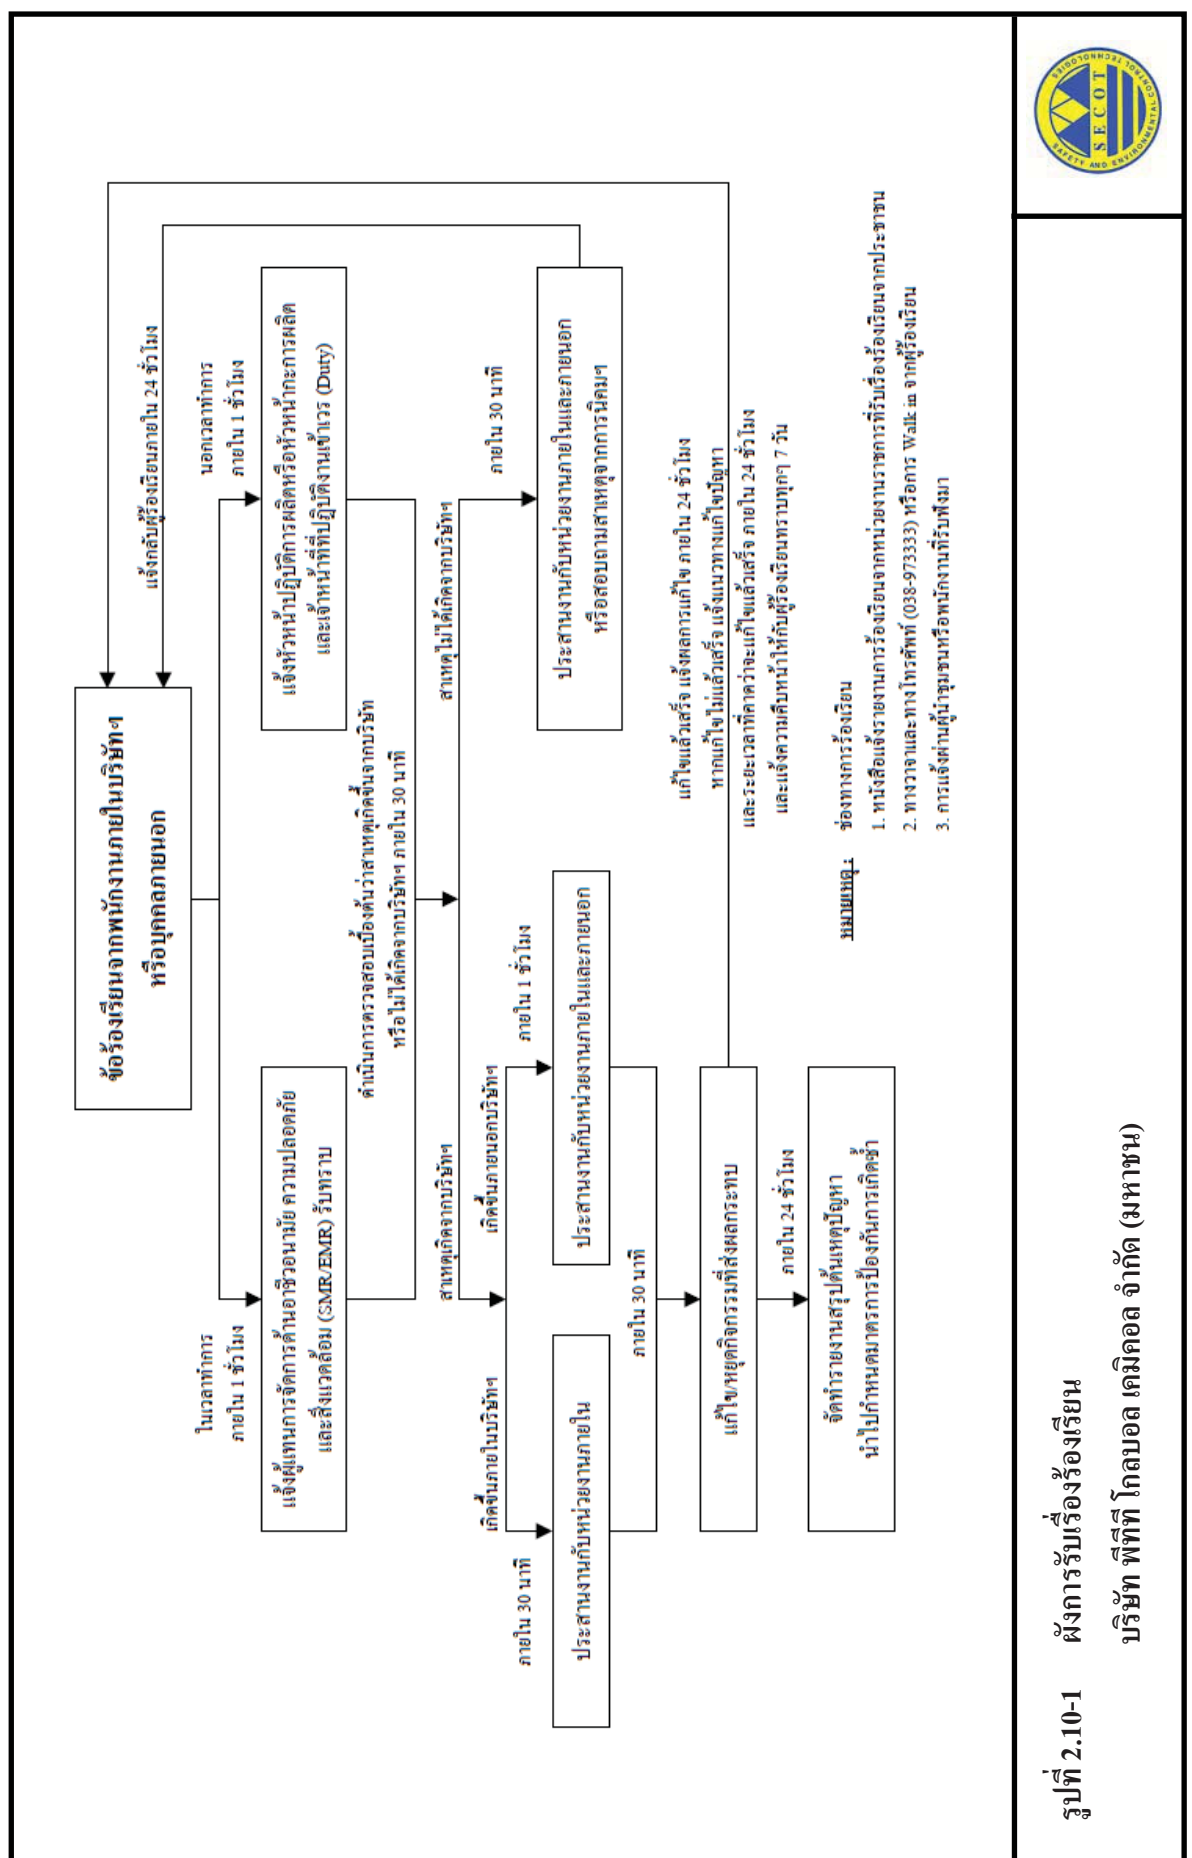 ข้อร้องเรียนจากพนักงานภายในบริษัทฯ
หรือบุคคลภายนอก
แจ้งกลับผู้ร้องเรียนภายใน 24 ชั่วโมง
ในเวลาทำการ
ภายใน 1 ชั่วโมง
นอกเวลาทำการ
ภายใน 1 ชั่วโมง
แจ้งผู้แทนการจัดการด้านอาชีวอนามัย ความปลอดภัย
และสิ่งแวดล้อม (SMR/EMR) รับทราบ
แจ้งหัวหน้าปฏิบัติการผลิตหรือหัวหน้ากะการผลิต
และเจ้าหน้าที่ที่ปฏิบัติงานเข้าเวร (Duty)
ดำเนินการตรวจสอบเบื้องต้นว่าสาเหตุเกิดขึ้นจากบริษัท
หรือไม่ได้เกิดจากบริษัทฯ ภายใน 30 นาที
สาเหตุเกิดจากบริษัทฯ
สาเหตุไม่ได้เกิดจากบริษัทฯ
เกิดขึ้นภายในบริษัทฯ
เกิดขึ้นภายนอกบริษัทฯ
ภายใน 30 นาที
ภายใน 1 ชั่วโมง
ภายใน 30 นาที
ประสานงานกับหน่วยงานภายใน
ประสานงานกับหน่วยงานภายในและภายนอก
ประสานงานกับหน่วยงานภายในและภายนอก
หรือสอบถามสาเหตุจากการนิคมฯ
ภายใน 30 นาที
แก้ไข/หยุดกิจกรรมที่ส่งผลกระทบ
แก้ไขแล้วเสร็จ แจ้งผลการแก้ไข ภายใน 24 ชั่วโมง
หากแก้ไขไม่แล้วเสร็จ แจ้งแนวทางแก้ไขปัญหา
และระยะเวลาที่คาดว่าจะแก้ไขแล้วเสร็จ ภายใน 24 ชั่วโมง
และแจ้งความคืบหน้าให้กับผู้ร้องเรียนทราบทุกๆ 7 วัน
ภายใน 24 ชั่วโมง
จัดทำรายงานสรุปต้นเหตุปัญหา
นำไปกำหนดมาตรการป้องกันการเกิดซ้ำ
หมายเหตุ : ช่องทางการร้องเรียน
1. หนังสือแจ้งรายงานการร้องเรียนจากหน่วยงานราชการที่รับเรื่องร้องเรียนจากประชาชน
2. ทางวาจาและทางโทรศัพท์ (038-973333) หรือการ Walk in จากผู้ร้องเรียน
3. การแจ้งผ่านผู้นำชุมชนหรือพนักงานที่รับฟังมา
รูปที่ 2.10-1 ผังการรับเรื่องร้องเรียน
บริษัท พีทีที โกลบอล เคมิคอล จำกัด (มหาชน)
SECOT
SAFETY AND ENVIRONMENTAL CONTROL TECHNOLOGIES